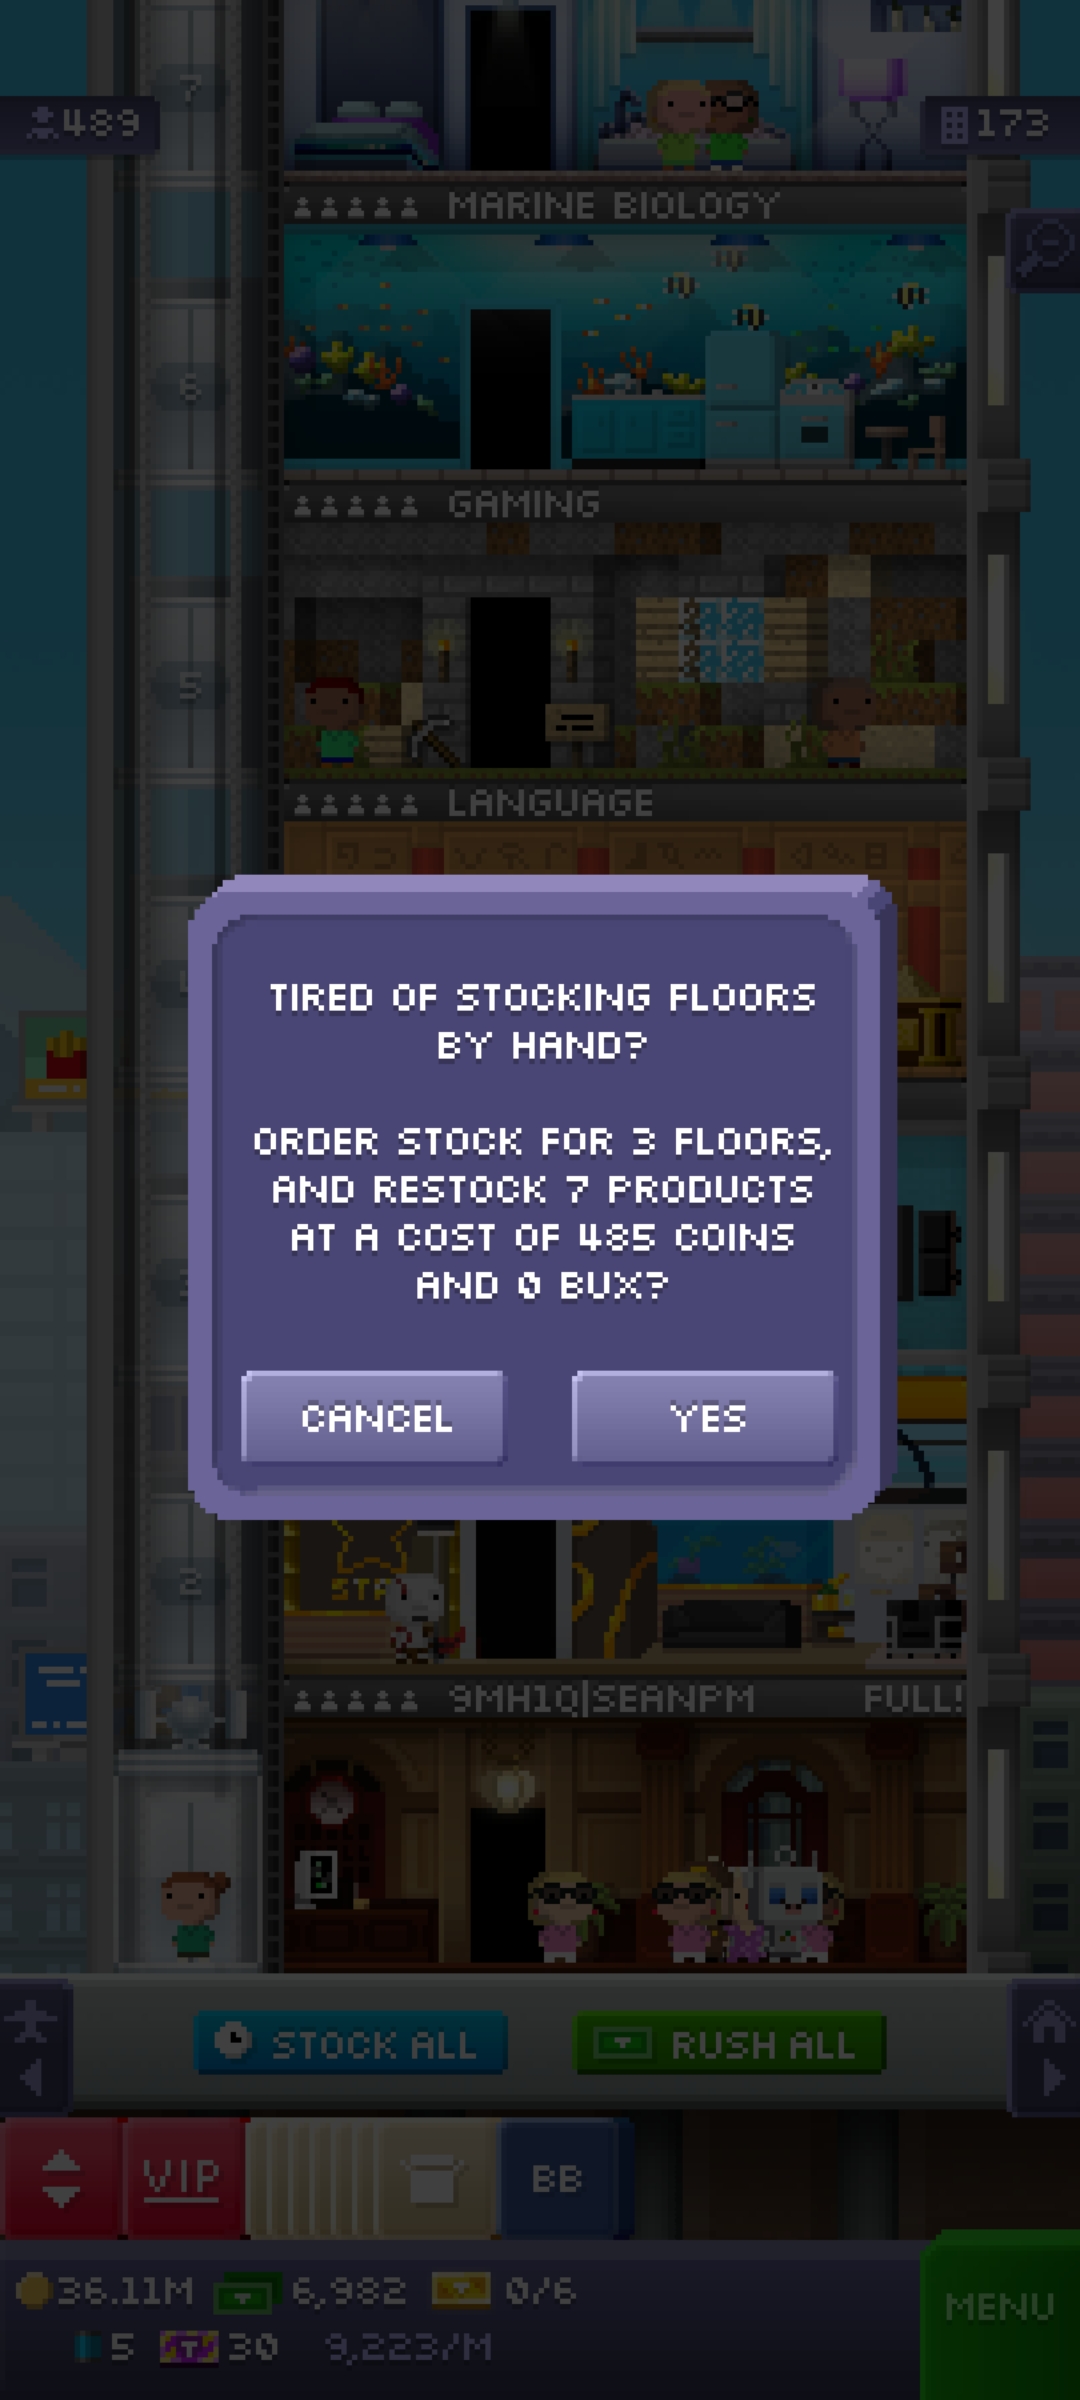 7
489
173
MARINE BIOLOGY
6
GAMING
5
LANGUAGE
TIRED OF STOCKING FLOORS
BY HAND?
ORDER STOCK FOR 3 FLOORS,
AND RESTOCK 7 PRODUCTS
AT A COST OF 485 COINS
AND 0 BUX?
CANCEL
YES
2
9MH1Q|SEANPM
FULL!
STOCK ALL
RUSH ALL
VIP
BB
36.11M
6,982
0/6
MENU
5
30
9,223/M